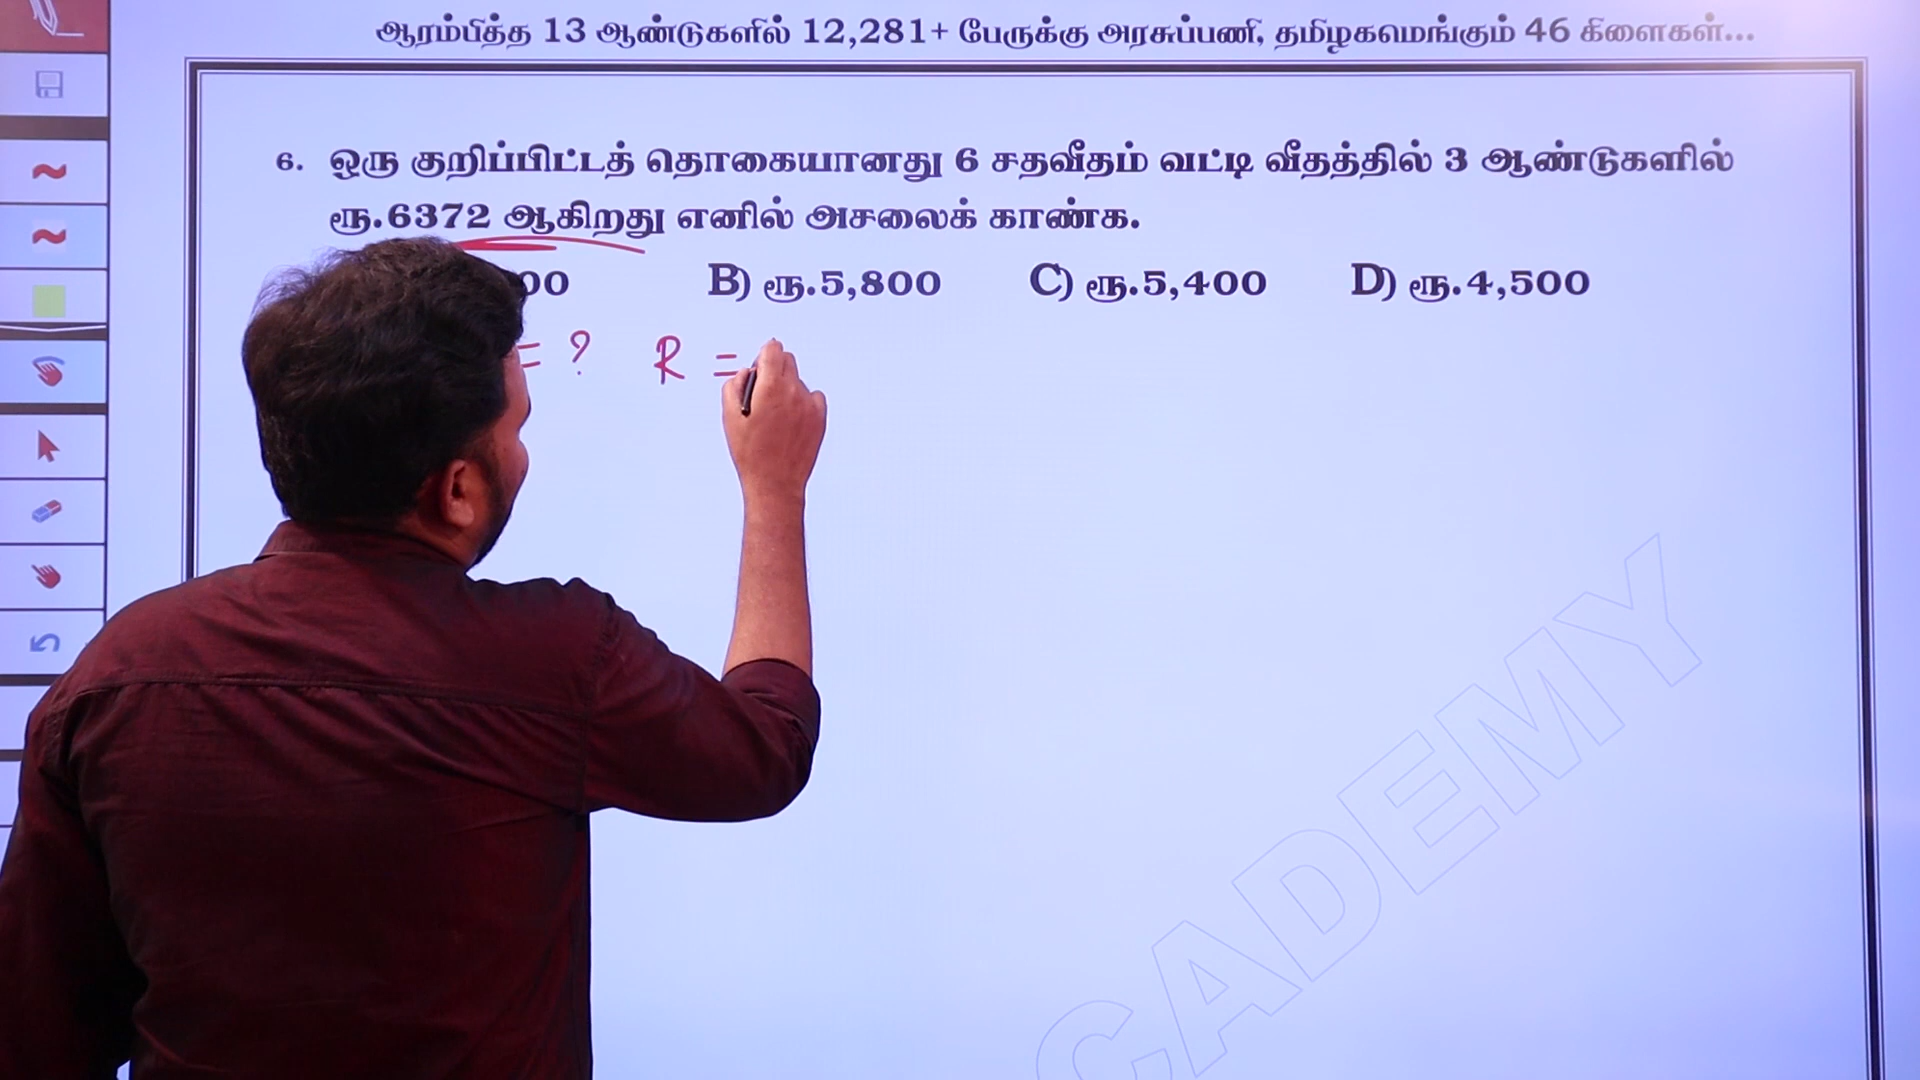 ஆரம்பித்த 13 ஆண்டுகளில் 12,281+ பேருக்கு அரசுப்பணி, தமிழகமெங்கும் 46 கிளைகள்...
6. ஒரு குறிப்பிட்டத் தொகையானது 6 சதவீதம் வட்டி வீதத்தில் 3 ஆண்டுகளில்
ரூ.6372 ஆகிறது எனில் அசலைக் காண்க.
00 B) ரூ.5,800 C) ரூ.5,400 D) ரூ.4,500
= ? R =
CADEMY